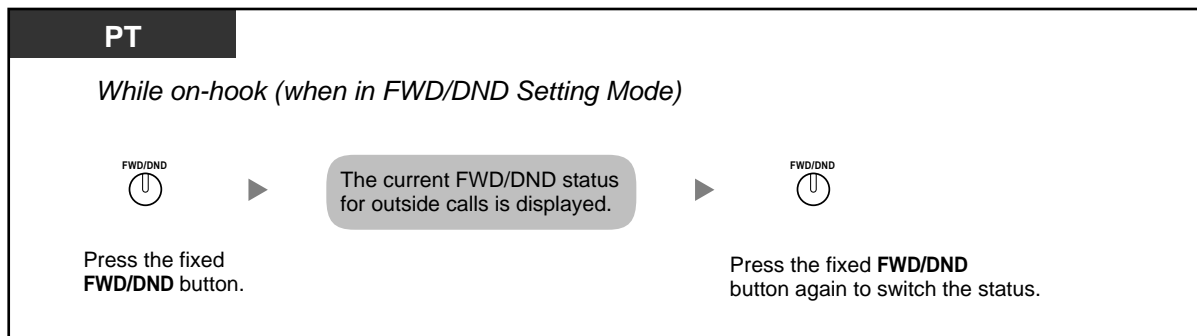 PT
While on-hook (when in FWD/DND Setting Mode)
FWD/DND
The current FWD/DND status
for outside calls is displayed.
FWD/DND
Press the fixed
FWD/DND button.
Press the fixed FWD/DND
button again to switch the status.